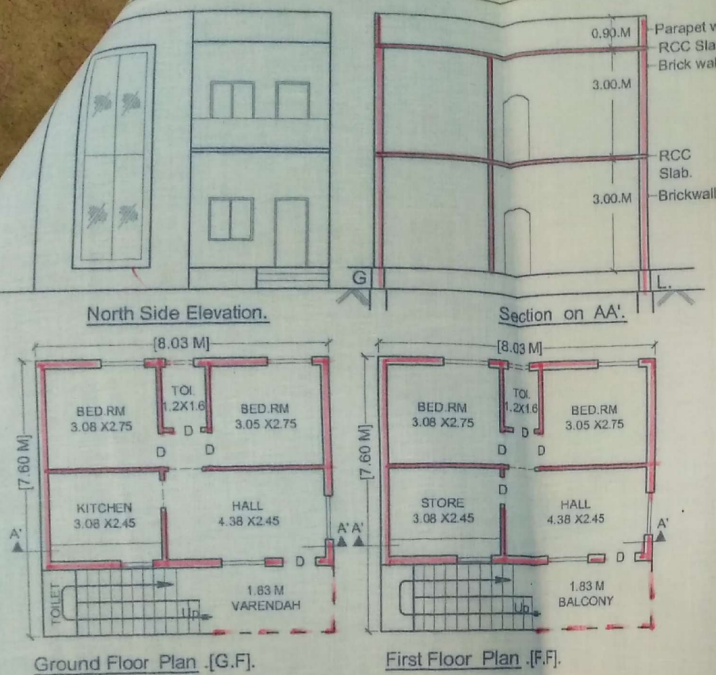 0.90.M
Parapet
RCC
Brick
3.00.M
RCC
Slab.
3.00.M
Brickwall
G
L.
North Side Elevation.
Section on AA'.
[8.03 M]
[7.60 M]
BED.RM
3.08 X2.75
TOI.
1.2X1.6
BED.RM
3.05 X2.75
D
D
D
KITCHEN
3.08 X2.45
HALL
4.38 X2.45
A'
A'
D
TOILET
Up
1.83 M
VARENDAH
Ground Floor Plan .[G.F].
[8.03 M]
[7.60 M]
BED.RM
3.08 X2.75
TOI.
1.2X1.6
BED.RM
3.05 X2.75
D
D
D
D
STORE
3.08 X2.45
HALL
4.38 X2.45
A'
A'
D
Up
1.83 M
BALCONY
First Floor Plan .[F.F].